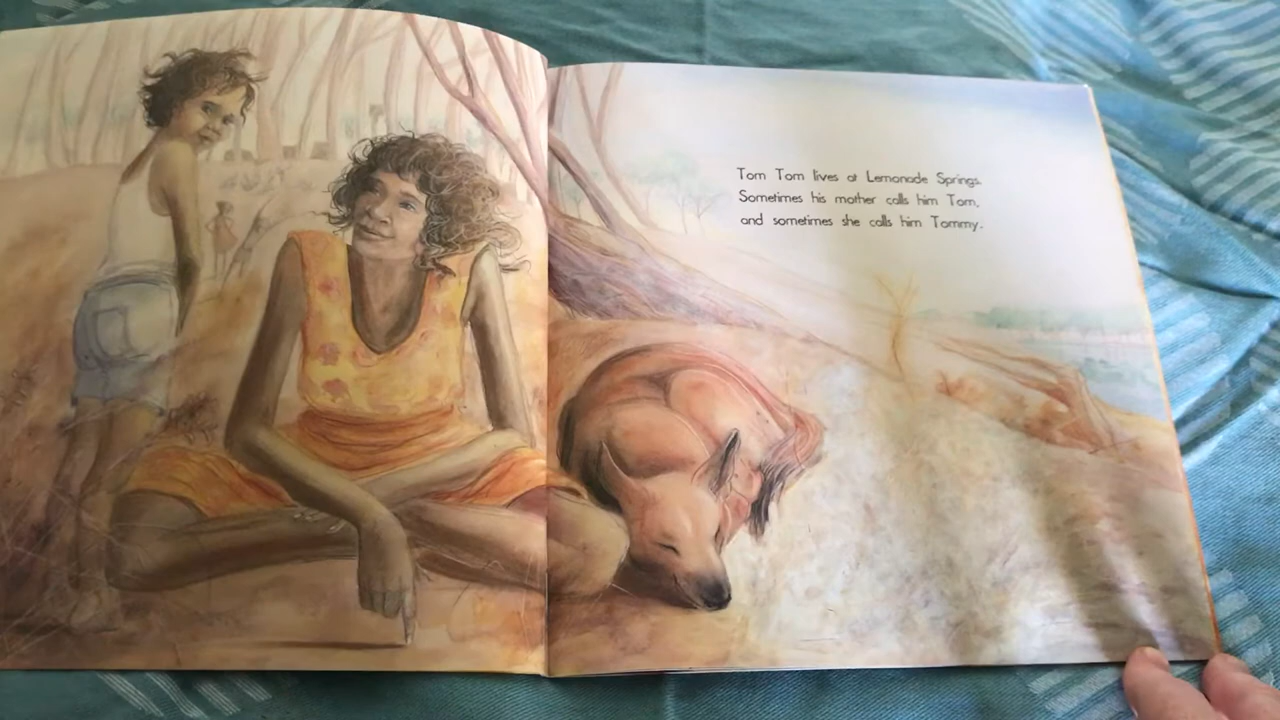 Tom Tom lives at Lemonade Springs.
Sometimes his mother calls him Tom,
and sometimes she calls him Tommy.